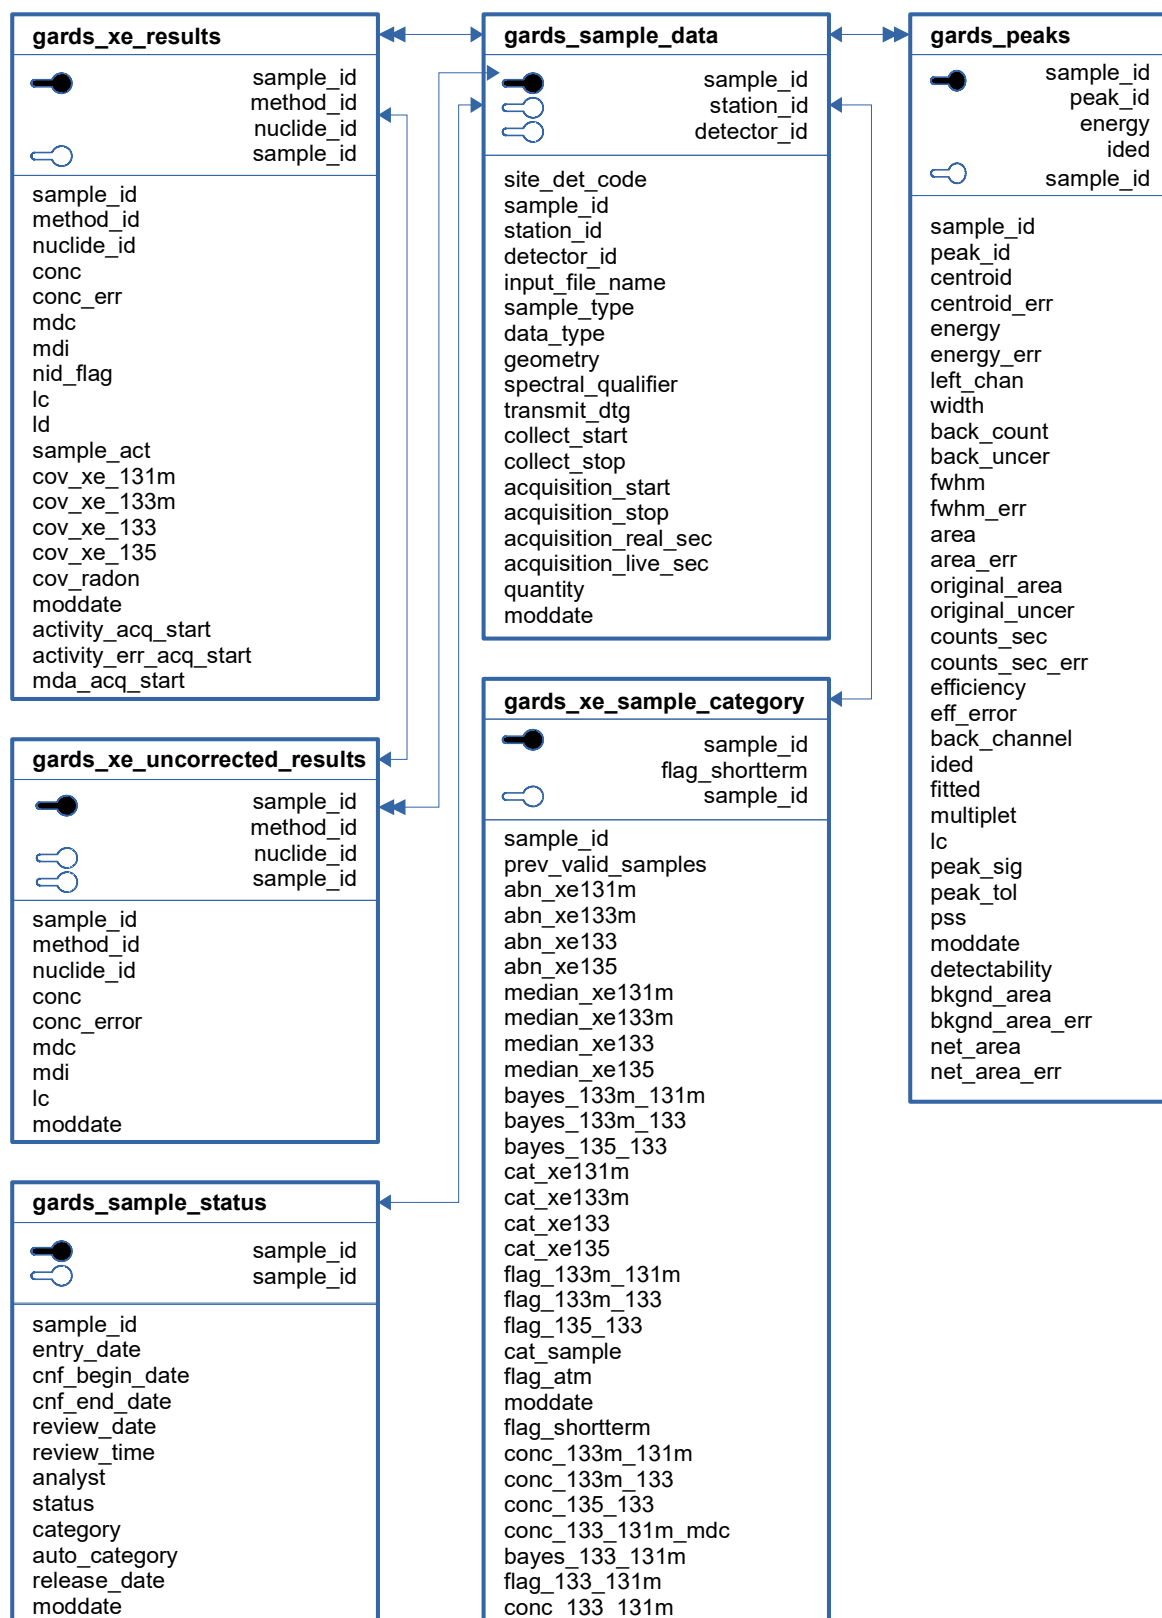 gards_xe_results
sample_id
method_id
nuclide_id
sample_id
sample_id
method_id
nuclide_id
conc
conc_err
mdc
mdi
nid_flag
lc
ld
sample_act
cov_xe_131m
cov_xe_133m
cov_xe_133
cov_xe_135
cov_radon
moddate
activity_acq_start
activity_err_acq_start
mda_acq_start
gards_xe_uncorrected_results
sample_id
method_id
nuclide_id
sample_id
sample_id
method_id
nuclide_id
conc
conc_error
mdc
mdi
lc
moddate
gards_sample_status
sample_id
sample_id
sample_id
entry_date
cnf_begin_date
cnf_end_date
review_date
review_time
analyst
status
category
auto_category
release_date
moddate
gards_sample_data
sample_id
station_id
detector_id
site_det_code
sample_id
station_id
detector_id
input_file_name
sample_type
data_type
geometry
spectral_qualifier
transmit_dtg
collect_start
collect_stop
acquisition_start
acquisition_stop
acquisition_real_sec
acquisition_live_sec
quantity
moddate
gards_xe_sample_category
sample_id
flag_shortterm
sample_id
sample_id
prev_valid_samples
abn_xe131m
abn_xe133m
abn_xe133
abn_xe135
median_xe131m
median_xe133m
median_xe133
median_xe135
bayes_133m_131m
bayes_133m_133
bayes_135_133
cat_xe131m
cat_xe133m
cat_xe133
cat_xe135
flag_133m_131m
flag_133m_133
flag_135_133
cat_sample
flag_atm
moddate
flag_shortterm
conc_133m_131m
conc_133m_133
conc_135_133
conc_133_131m_mdc
bayes_133_131m
flag_133_131m
conc_133_131m
gards_peaks
sample_id
peak_id
energy
ided
sample_id
sample_id
peak_id
centroid
centroid_err
energy
energy_err
left_chan
width
back_count
back_uncer
fwhm
fwhm_err
area
area_err
original_area
original_uncer
counts_sec
counts_sec_err
efficiency
eff_error
back_channel
ided
fitted
multiplet
lc
peak_sig
peak_tol
pss
moddate
detectability
bkgnd_area
bkgnd_area_err
net_area
net_area_err